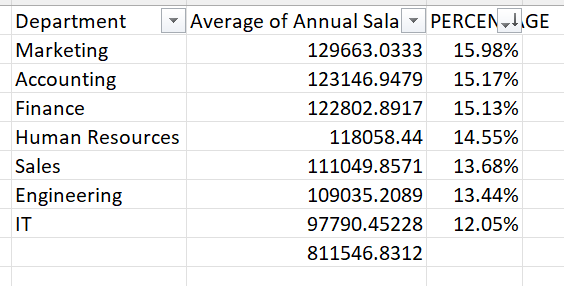 Department Average of Annual Sala PERCEN AGE
Marketing 129663.0333 15.98%
Accounting 123146.9479 15.17%
Finance 122802.8917 15.13%
Human Resources 118058.44 14.55%
Sales 111049.8571 13.68%
Engineering 109035.2089 13.44%
IT 97790.45228 12.05%
811546.8312